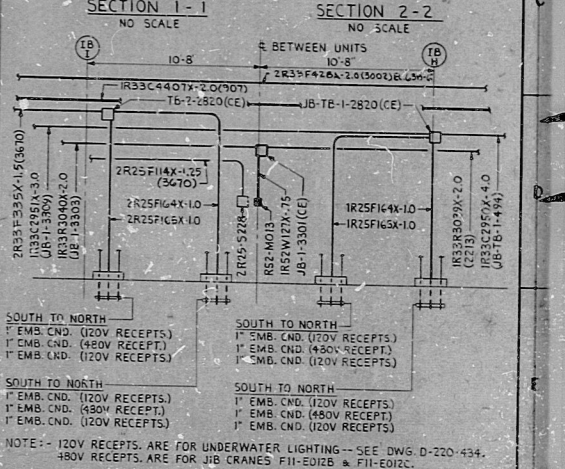 SECTION 1-1
NO SCALE
SECTION 2-2
NO SCALE
IB
I
10'-8"
℄ BETWEEN UNITS
10'-8"
IB
H
1R33C4407X-2.0(907)
TB-2-2820(CE)
JB-TB-1-2820(CE)
2R33F335X-1.5(3670)
1R33C2951X-3.0
(JB-1-3309)
1R33R3040X-2.0
(JB-1-3303)
2R25F114X-1.25
(3670)
2R25F164X-1.0
2R25F165X-1.0
2R25-S228
R52-M013
1R52W127X-.75
JB-1-3301(CE)
1R25F164X-1.0
1R25F165X-1.0
1R33R3039X-2.0
(2213)
1R33C2950X-4.0
(JB-TB-1-494)
SOUTH TO NORTH
1" EMB. CND. (120V RECEPTS.)
1" EMB. CND. (480V RECEPT.)
1" EMB. CND. (120V RECEPTS.)
SOUTH TO NORTH
1" EMB. CND. (120V RECEPTS.)
1" EMB. CND. (480V RECEPT.)
1" EMB. CND. (120V RECEPTS.)
SOUTH TO NORTH
1" EMB. CND. (120V RECEPTS.)
1" EMB. CND. (480V RECEPT.)
1" EMB. CND. (120V RECEPTS.)
SOUTH TO NORTH
1" EMB. CND. (120V RECEPTS.)
1" EMB. CND. (480V RECEPT.)
1" EMB. CND. (120V RECEPTS.)
NOTE:- 120V RECEPTS. ARE FOR UNDERWATER LIGHTING -- SEE DWG. D-220-434.
480V RECEPTS. ARE FOR JIB CRANES F11-E012B & F11-E012C.